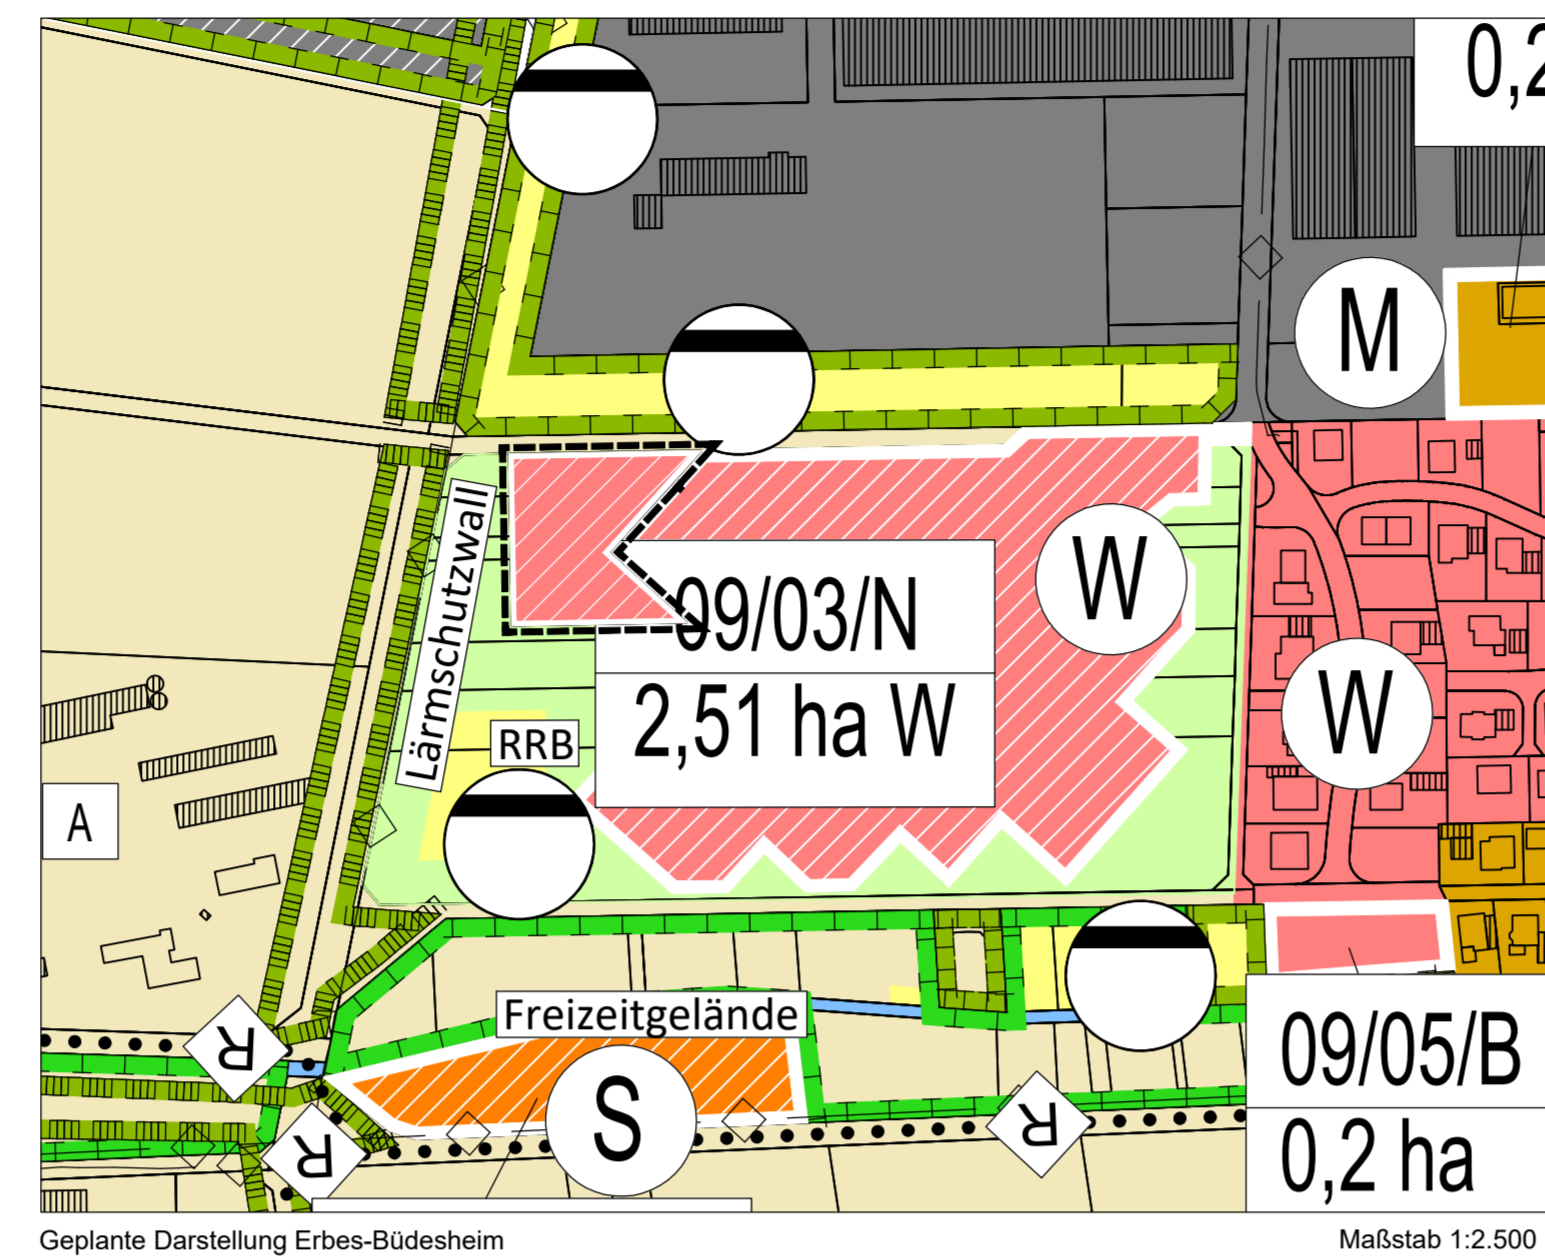 0,2
M
Lärmschutzwall
W
09/03/N
2,51 ha W
W
RRB
A
Freizeitgelände
R
R
S
R
09/05/B
0,2 ha
Geplante Darstellung Erbes-Büdesheim
Maßstab 1:2.500